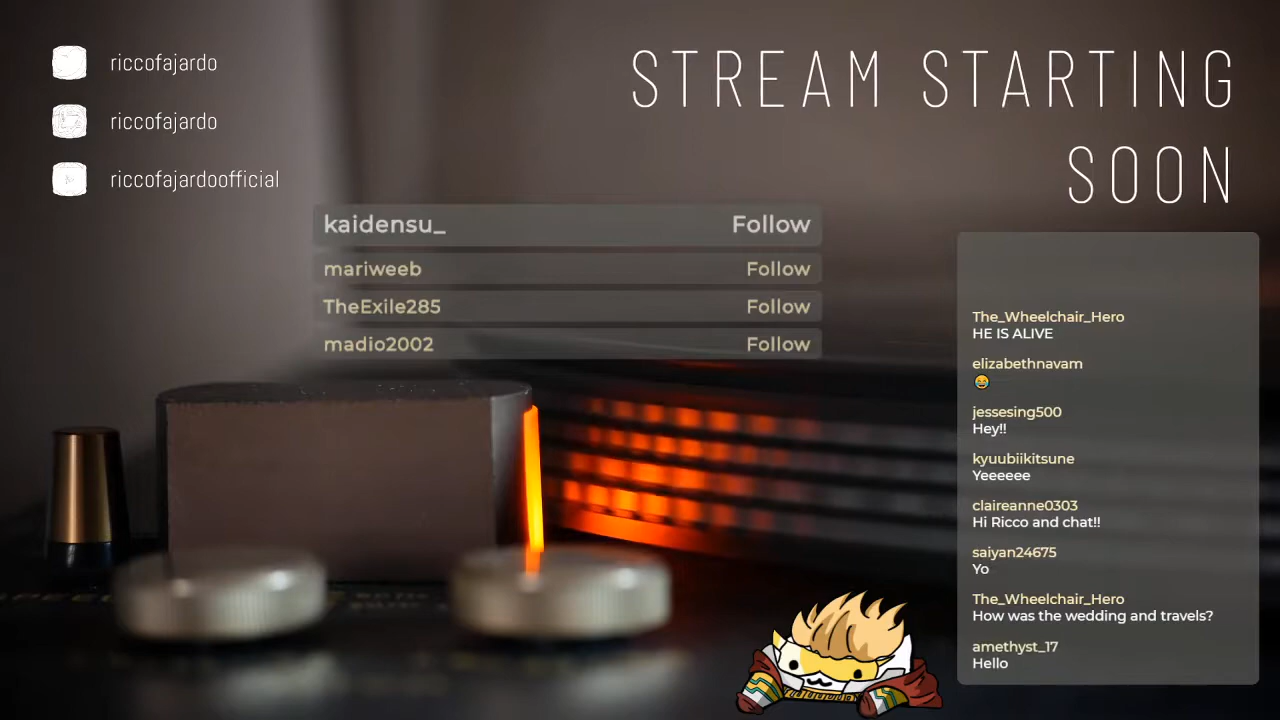 riccofajardo
riccofajardo
riccofajardoofficial
STREAM STARTING
SOON
kaidensu_ Follow
mariweeb Follow
TheExile285 Follow
madio2002 Follow
The_Wheelchair_Hero
HE IS ALIVE
elizabethnavam
😂
jessesing500
Hey!!
kyuubiikitsune
Yeeeeee
claireanne0303
Hi Ricco and chat!!
saiyan24675
Yo
The_Wheelchair_Hero
How was the wedding and travels?
amethyst_17
Hello